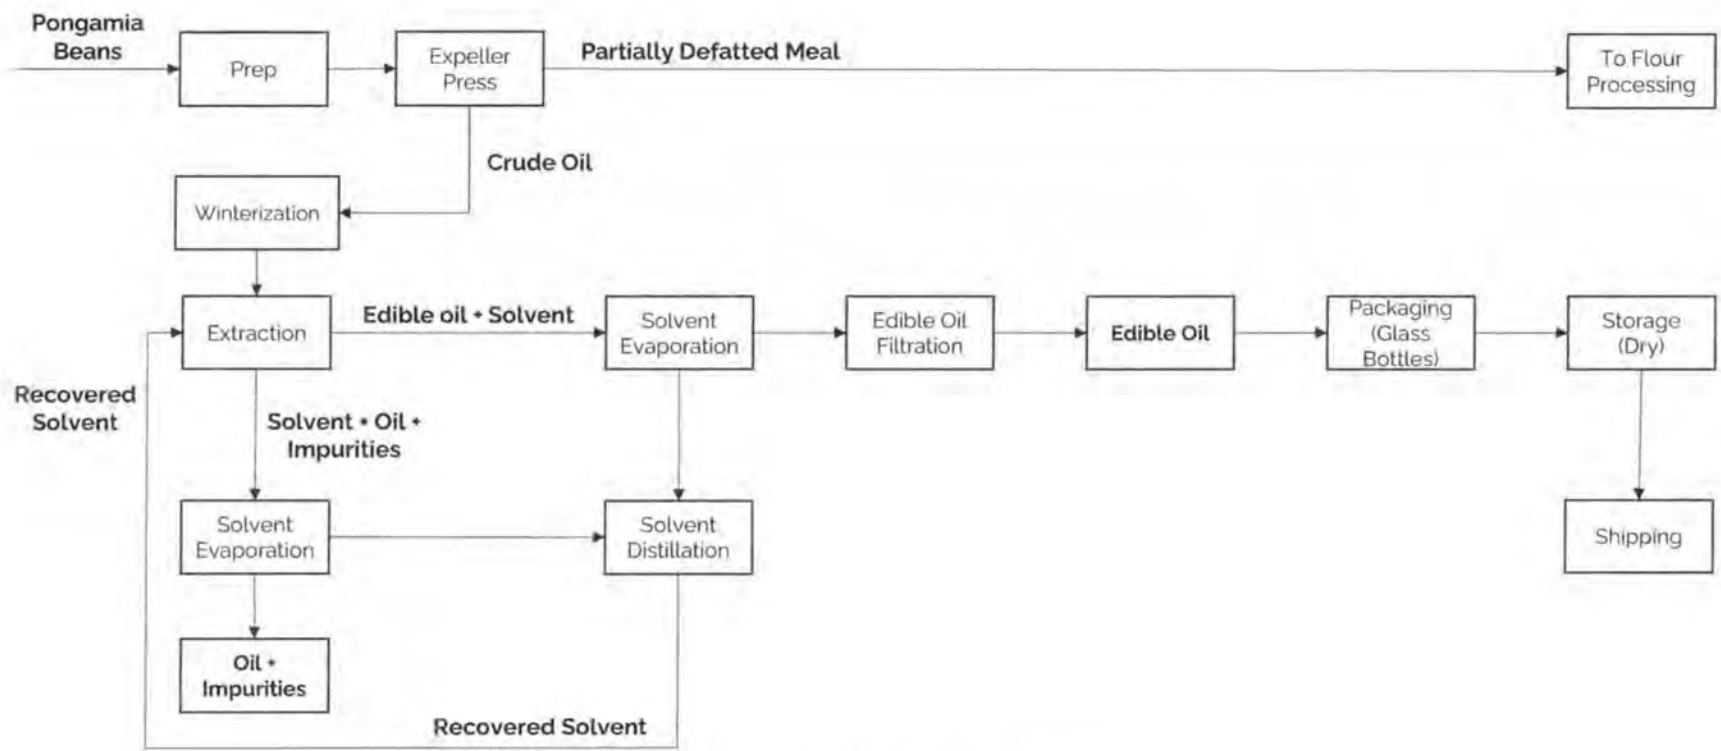 Pongamia
Beans
Prep
Expeller
Press
Partially Defatted Meal
To Flour
Processing
Crude Oil
Winterization
Extraction
Edible oil + Solvent
Solvent
Evaporation
Edible Oil
Filtration
Edible Oil
Packaging
(Glass
Bottles)
Storage
(Dry)
Recovered
Solvent
Solvent + Oil +
Impurities
Solvent
Evaporation
Solvent
Distillation
Shipping
Oil +
Impurities
Recovered Solvent